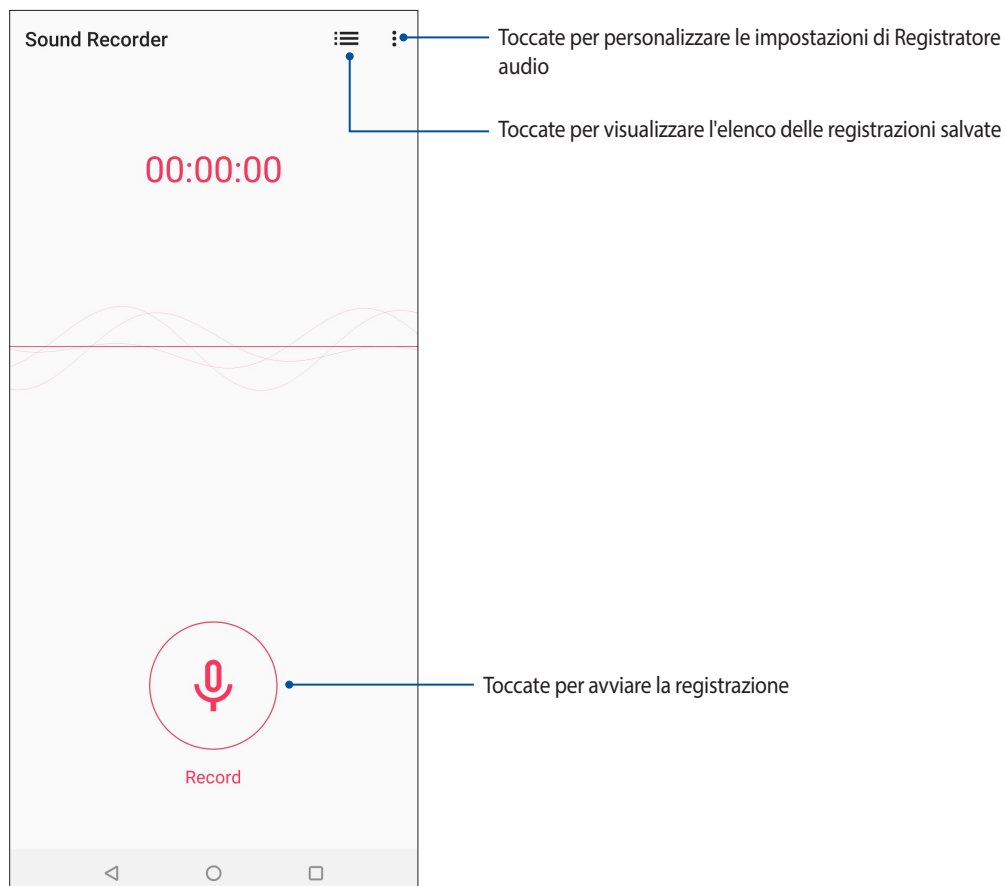 Sound Recorder
Toccate per personalizzare le impostazioni di Registratore
audio
Toccate per visualizzare l'elenco delle registrazioni salvate
00:00:00
Toccate per avviare la registrazione
Record